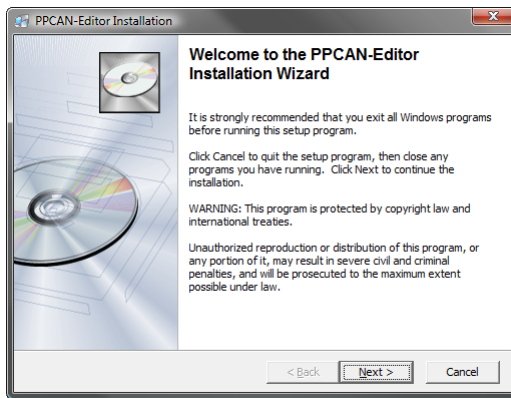 PPCAN-Editor Installation
Welcome to the PPCAN-Editor
Installation Wizard
It is strongly recommended that you exit all Windows programs
before running this setup program.
Click Cancel to quit the setup program, then close any
programs you have running. Click Next to continue the
installation.
WARNING: This program is protected by copyright law and
international treaties.
Unauthorized reproduction or distribution of this program, or
any portion of it, may result in severe civil and criminal
penalties, and will be prosecuted to the maximum extent
possible under law.
< Back Next > Cancel